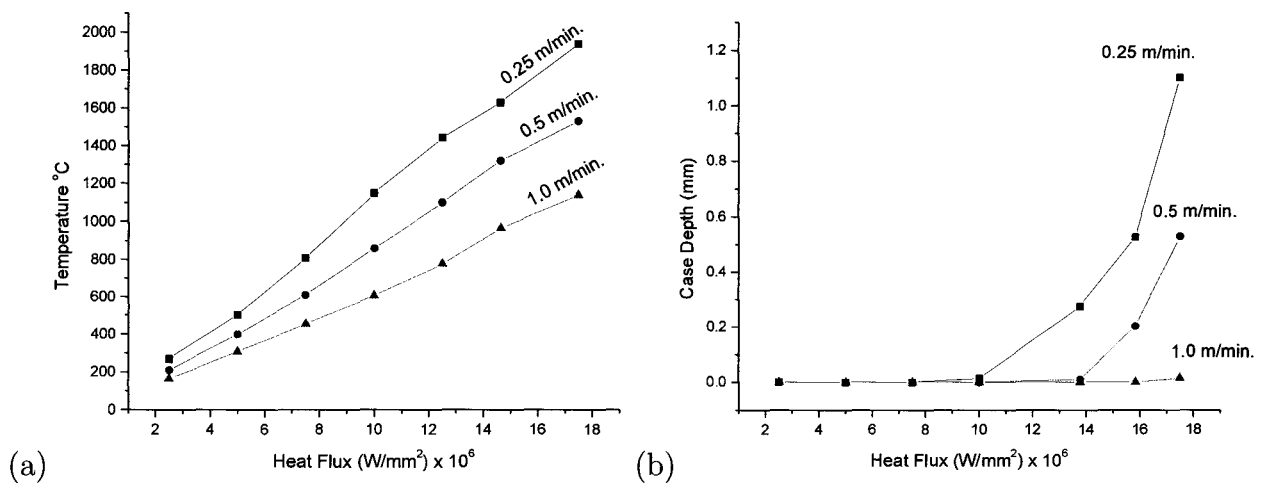 2000
1800
1600
1400
1200
1000
800
600
400
200
0
Temperature °C
0.25 m/min.
0.5 m/min.
1.0 m/min.
2 4 6 8 10 12 14 16 18
Heat Flux (W/mm²) x 10⁶
(a)
1.2
1.0
0.8
0.6
0.4
0.2
0.0
Case Depth (mm)
0.25 m/min.
0.5 m/min.
1.0 m/min.
2 4 6 8 10 12 14 16 18
Heat Flux (W/mm²) x 10⁶
(b)